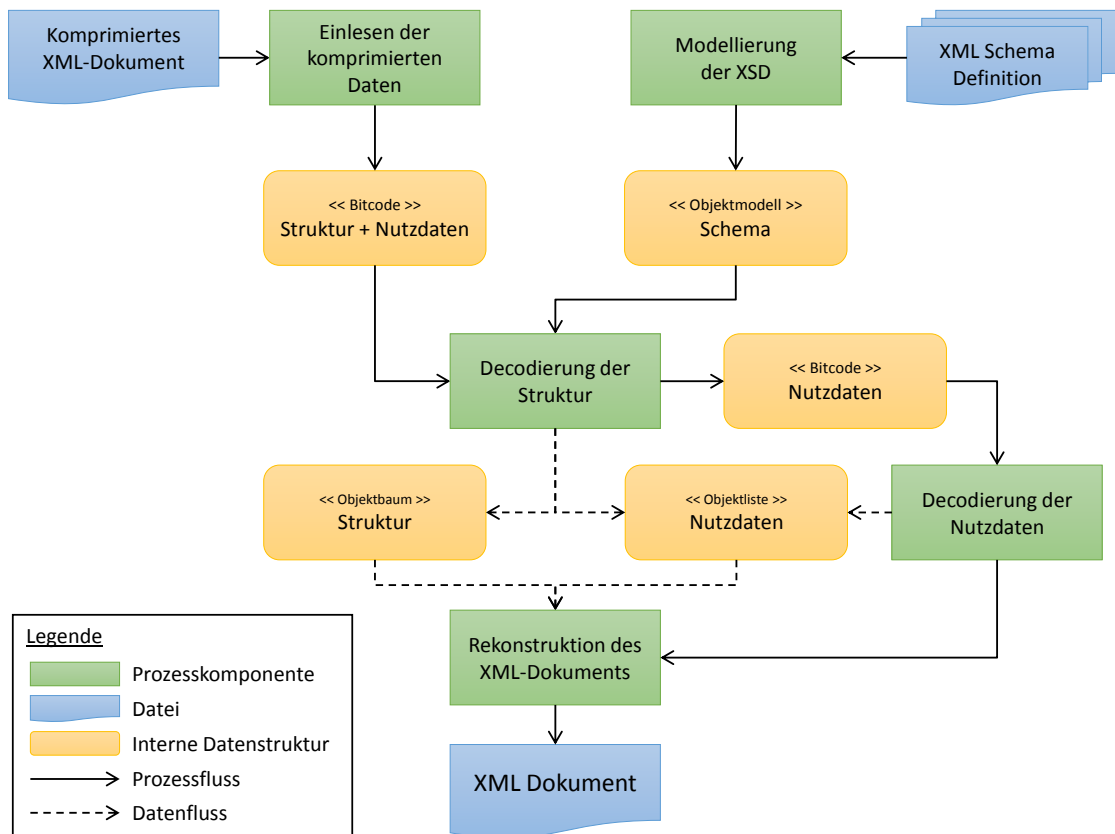 Komprimiertes
XML-Dokument
Einlesen der
komprimierten
Daten
Modellierung
der XSD
XML Schema
Definition
<< Bitcode >>
Struktur + Nutzdaten
<< Objektmodell >>
Schema
Decodierung der
Struktur
<< Bitcode >>
Nutzdaten
<< Objektbaum >>
Struktur
<< Objektliste >>
Nutzdaten
Decodierung der
Nutzdaten
Rekonstruktion des
XML-Dokuments
XML Dokument
Legende
Prozesskomponente
Datei
Interne Datenstruktur
Prozessfluss
Datenfluss